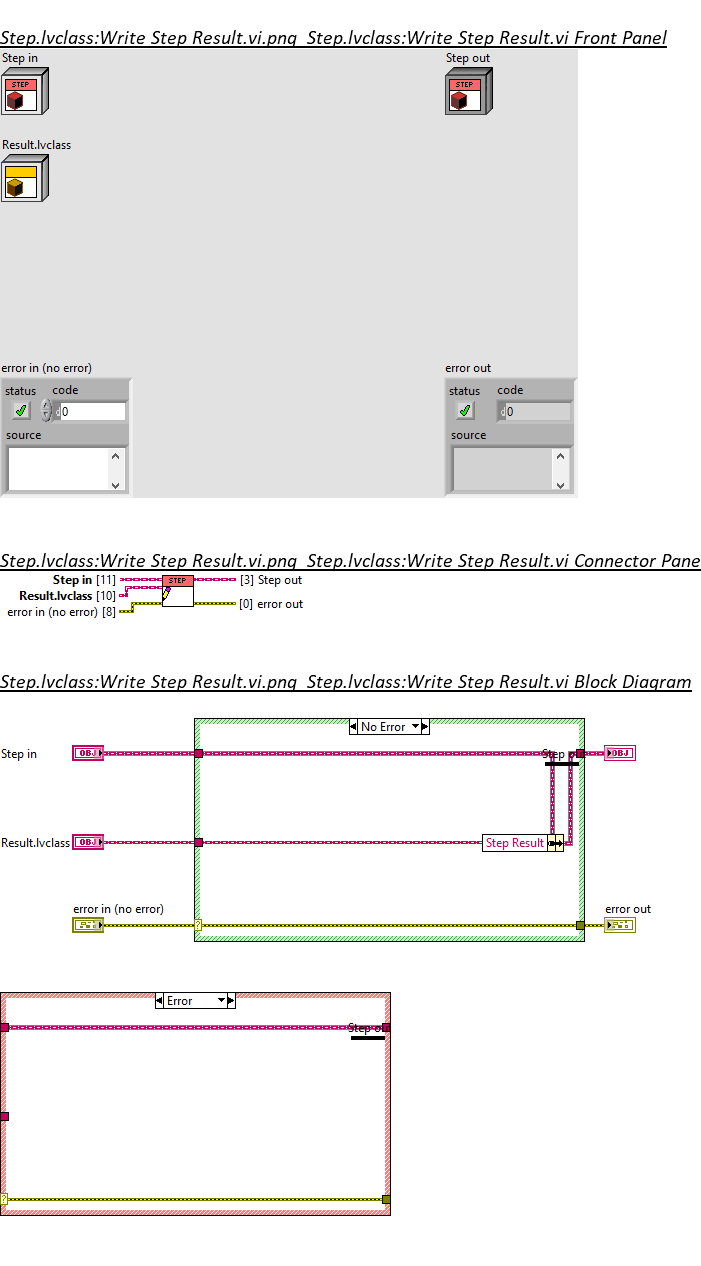 Step.lvclass:Write Step Result.vi.png  Step.lvclass:Write Step Result.vi Front Panel
Step in
Step out
STEP
STEP
Result.lvclass
error in (no error)
error out
status code
status code
d 0
d 0
source
source
Step.lvclass:Write Step Result.vi.png  Step.lvclass:Write Step Result.vi Connector Pane
Step in [11]
STEP
[3] Step out
Result.lvclass [10]
error in (no error) [8]
[0] error out
Step.lvclass:Write Step Result.vi.png  Step.lvclass:Write Step Result.vi Block Diagram
No Error
Step in
OBJ
Step o
OBJ
Result.lvclass
OBJ
Step Result
error in (no error)
error out
?
Error
Step o
?